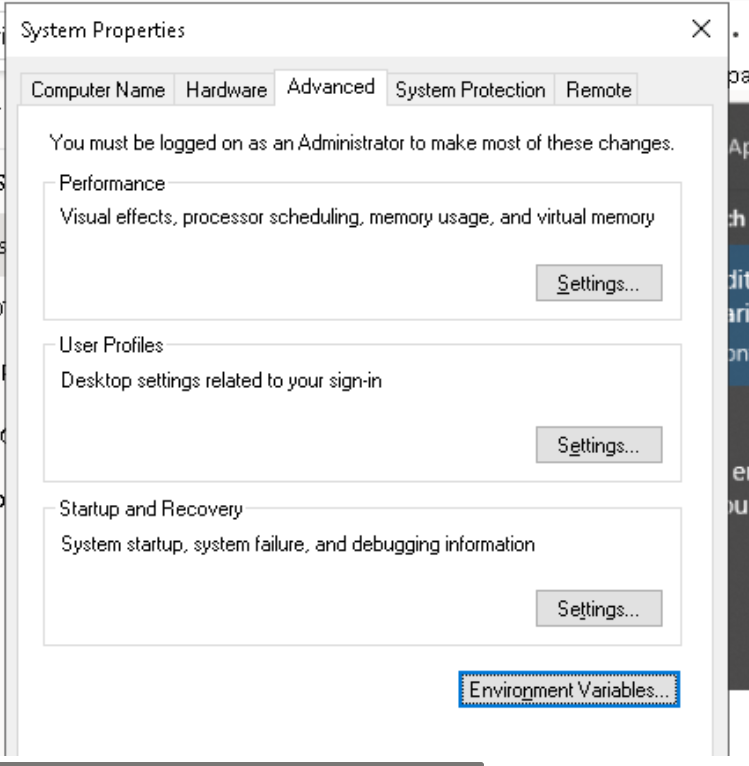 System Properties
Computer Name Hardware Advanced System Protection Remote
You must be logged on as an Administrator to make most of these changes.
Performance
Visual effects, processor scheduling, memory usage, and virtual memory
Settings...
User Profiles
Desktop settings related to your sign-in
Settings...
Startup and Recovery
System startup, system failure, and debugging information
Settings...
Environment Variables...